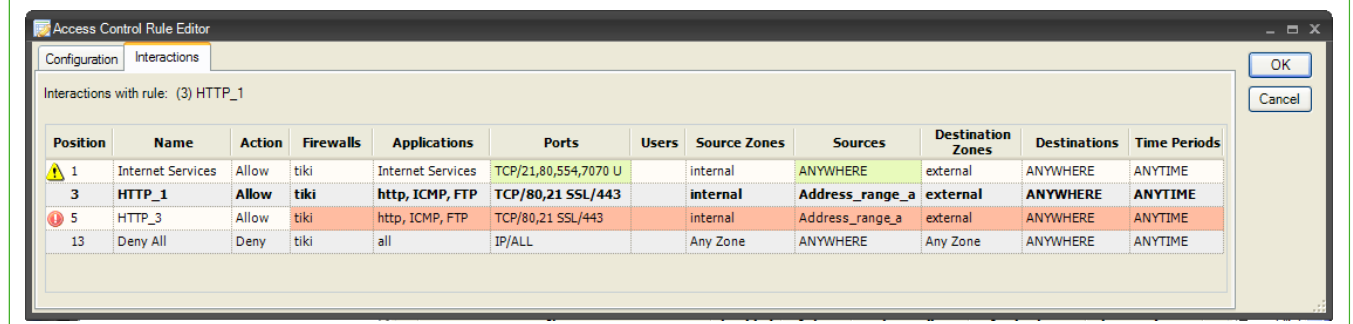 Access Control Rule Editor
Configuration Interactions
OK
Interactions with rule: (3) HTTP_1
Cancel
Position Name Action Firewalls Applications Ports Users Source Zones Sources Destination Zones Destinations Time Periods
1 Internet Services Allow tiki Internet Services TCP/21,80,554,7070 U internal ANYWHERE external ANYWHERE ANYTIME
3 HTTP_1 Allow tiki http, ICMP, FTP TCP/80,21 SSL/443 internal Address_range_a external ANYWHERE ANYTIME
5 HTTP_3 Allow tiki http, ICMP, FTP TCP/80,21 SSL/443 internal Address_range_a external ANYWHERE ANYTIME
13 Deny All Deny tiki all IP/ALL Any Zone ANYWHERE Any Zone ANYWHERE ANYTIME